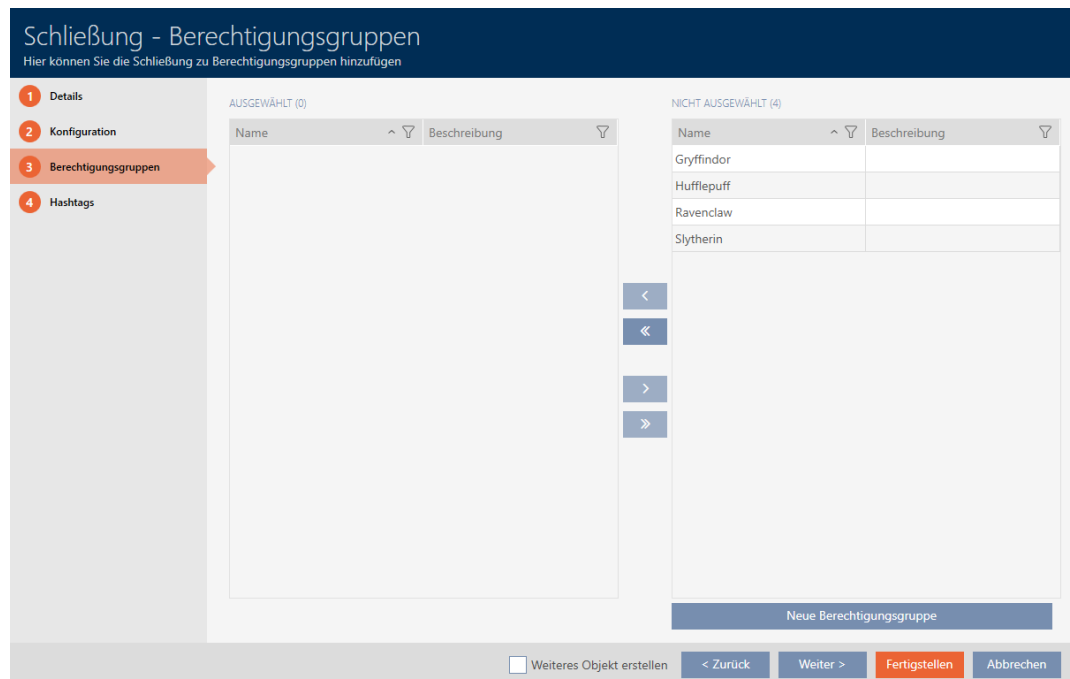 Schließung - Berechtigungsgruppen
Hier können Sie die Schließung zu Berechtigungsgruppen hinzufügen
1 Details
2 Konfiguration
3 Berechtigungsgruppen
4 Hashtags
AUSGEWÄHLT (0)
Name Beschreibung
NICHT AUSGEWÄHLT (4)
Name Beschreibung
Gryffindor
Hufflepuff
Ravenclaw
Slytherin
Neue Berechtigungsgruppe
Weiteres Objekt erstellen
< Zurück
Weiter >
Fertigstellen
Abbrechen